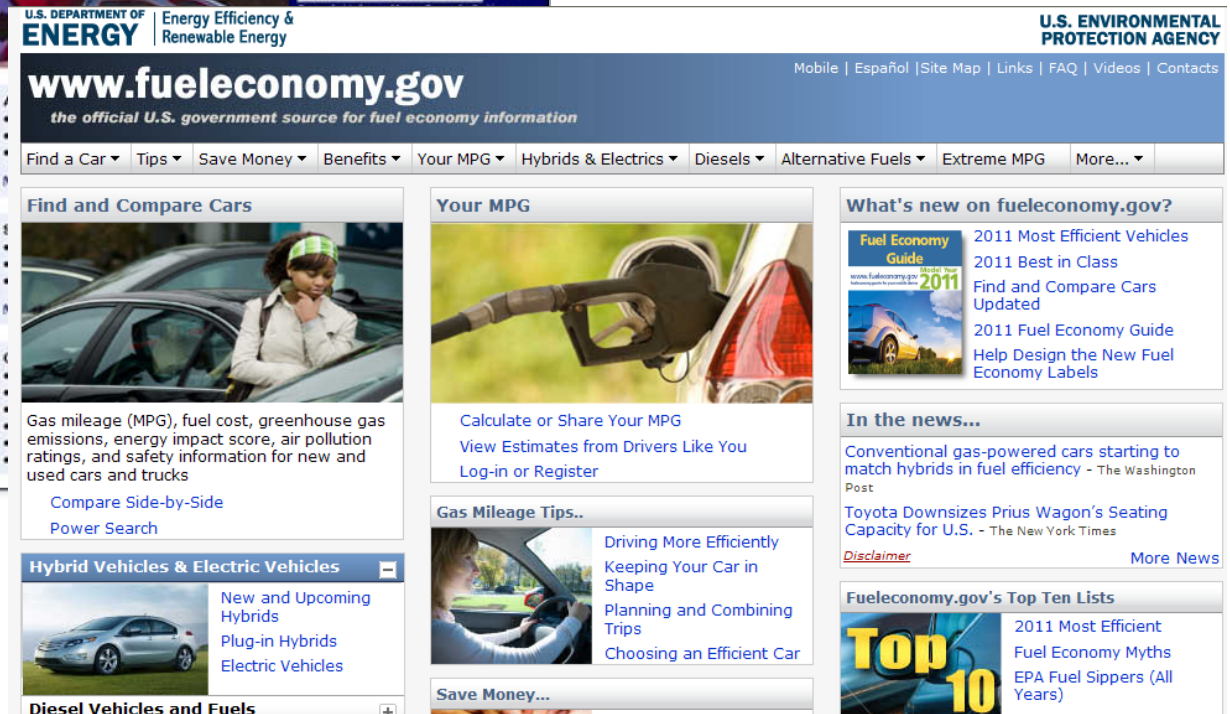 U.S. DEPARTMENT OF
ENERGY
Energy Efficiency &
Renewable Energy
U.S. ENVIRONMENTAL
PROTECTION AGENCY
www.fueleconomy.gov
the official U.S. government source for fuel economy information
Mobile | Español |Site Map | Links | FAQ | Videos | Contacts
Find a Car Tips Save Money Benefits Your MPG Hybrids & Electrics Diesels Alternative Fuels Extreme MPG More...
Find and Compare Cars
Gas mileage (MPG), fuel cost, greenhouse gas
emissions, energy impact score, air pollution
ratings, and safety information for new and
used cars and trucks
Compare Side-by-Side
Power Search
Hybrid Vehicles & Electric Vehicles
New and Upcoming
Hybrids
Plug-in Hybrids
Electric Vehicles
Diesel Vehicles and Fuels
Your MPG
Calculate or Share Your MPG
View Estimates from Drivers Like You
Log-in or Register
Gas Mileage Tips..
Driving More Efficiently
Keeping Your Car in
Shape
Planning and Combining
Trips
Choosing an Efficient Car
Save Money...
What's new on fueleconomy.gov?
Fuel Economy
Guide
www.fueleconomy.gov
Model Year
2011
2011 Most Efficient Vehicles
2011 Best in Class
Find and Compare Cars
Updated
2011 Fuel Economy Guide
Help Design the New Fuel
Economy Labels
In the news...
Conventional gas-powered cars starting to
match hybrids in fuel efficiency - The Washington
Post
Toyota Downsizes Prius Wagon's Seating
Capacity for U.S. - The New York Times
Disclaimer
More News
Fueleconomy.gov's Top Ten Lists
Top
10
2011 Most Efficient
Fuel Economy Myths
EPA Fuel Sippers (All
Years)